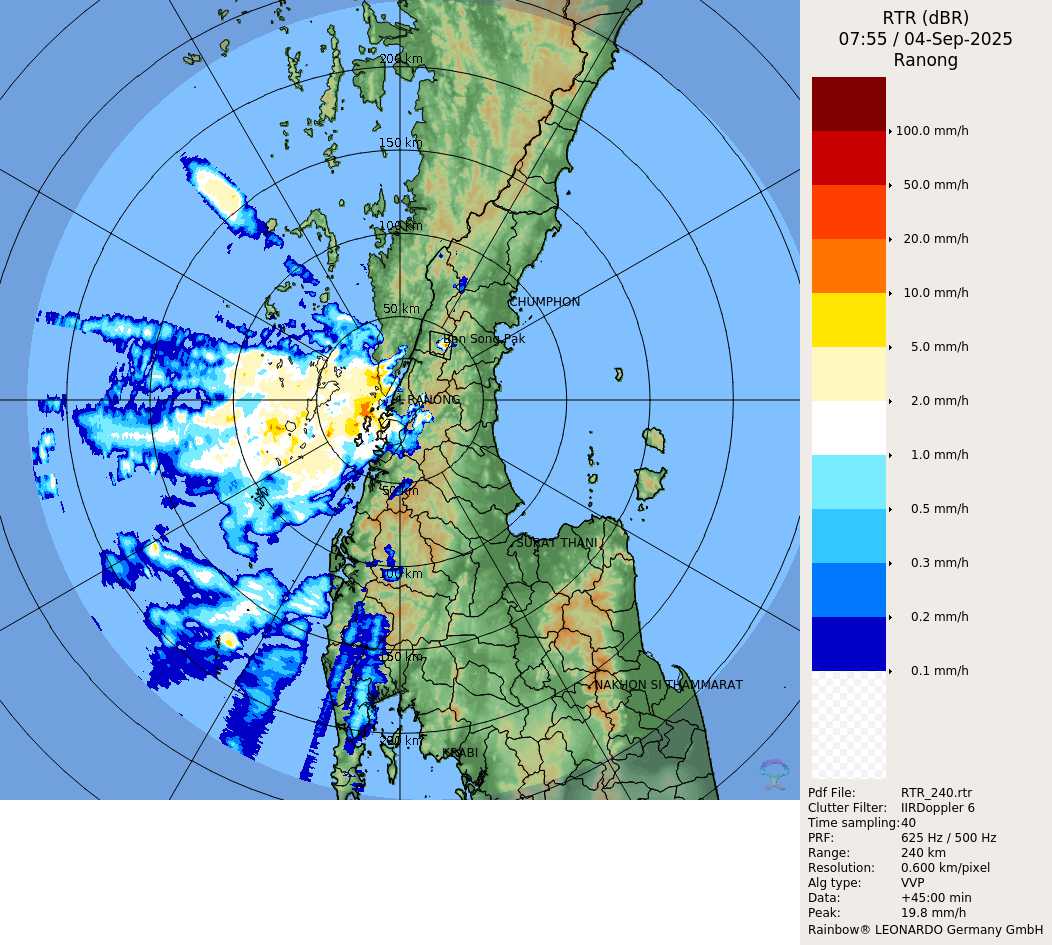 RTR (dBR)
07:55 / 04-Sep-2025
Ranong
100.0 mm/h
50.0 mm/h
20.0 mm/h
10.0 mm/h
5.0 mm/h
2.0 mm/h
1.0 mm/h
0.5 mm/h
0.3 mm/h
0.2 mm/h
0.1 mm/h
200 km
150 km
100 km
50 km
CHUMPHON
Ban Song Pak
RANONG
50 km
SURAT THANI
100 km
150 km
NAKHON SI THAMMARAT
200 km
KRABI
Pdf File: RTR_240.rtr
Clutter Filter: IIRDoppler 6
Time sampling:40
PRF: 625 Hz / 500 Hz
Range: 240 km
Resolution: 0.600 km/pixel
Alg type: VVP
Data: +45:00 min
Peak: 19.8 mm/h
Rainbow® LEONARDO Germany GmbH